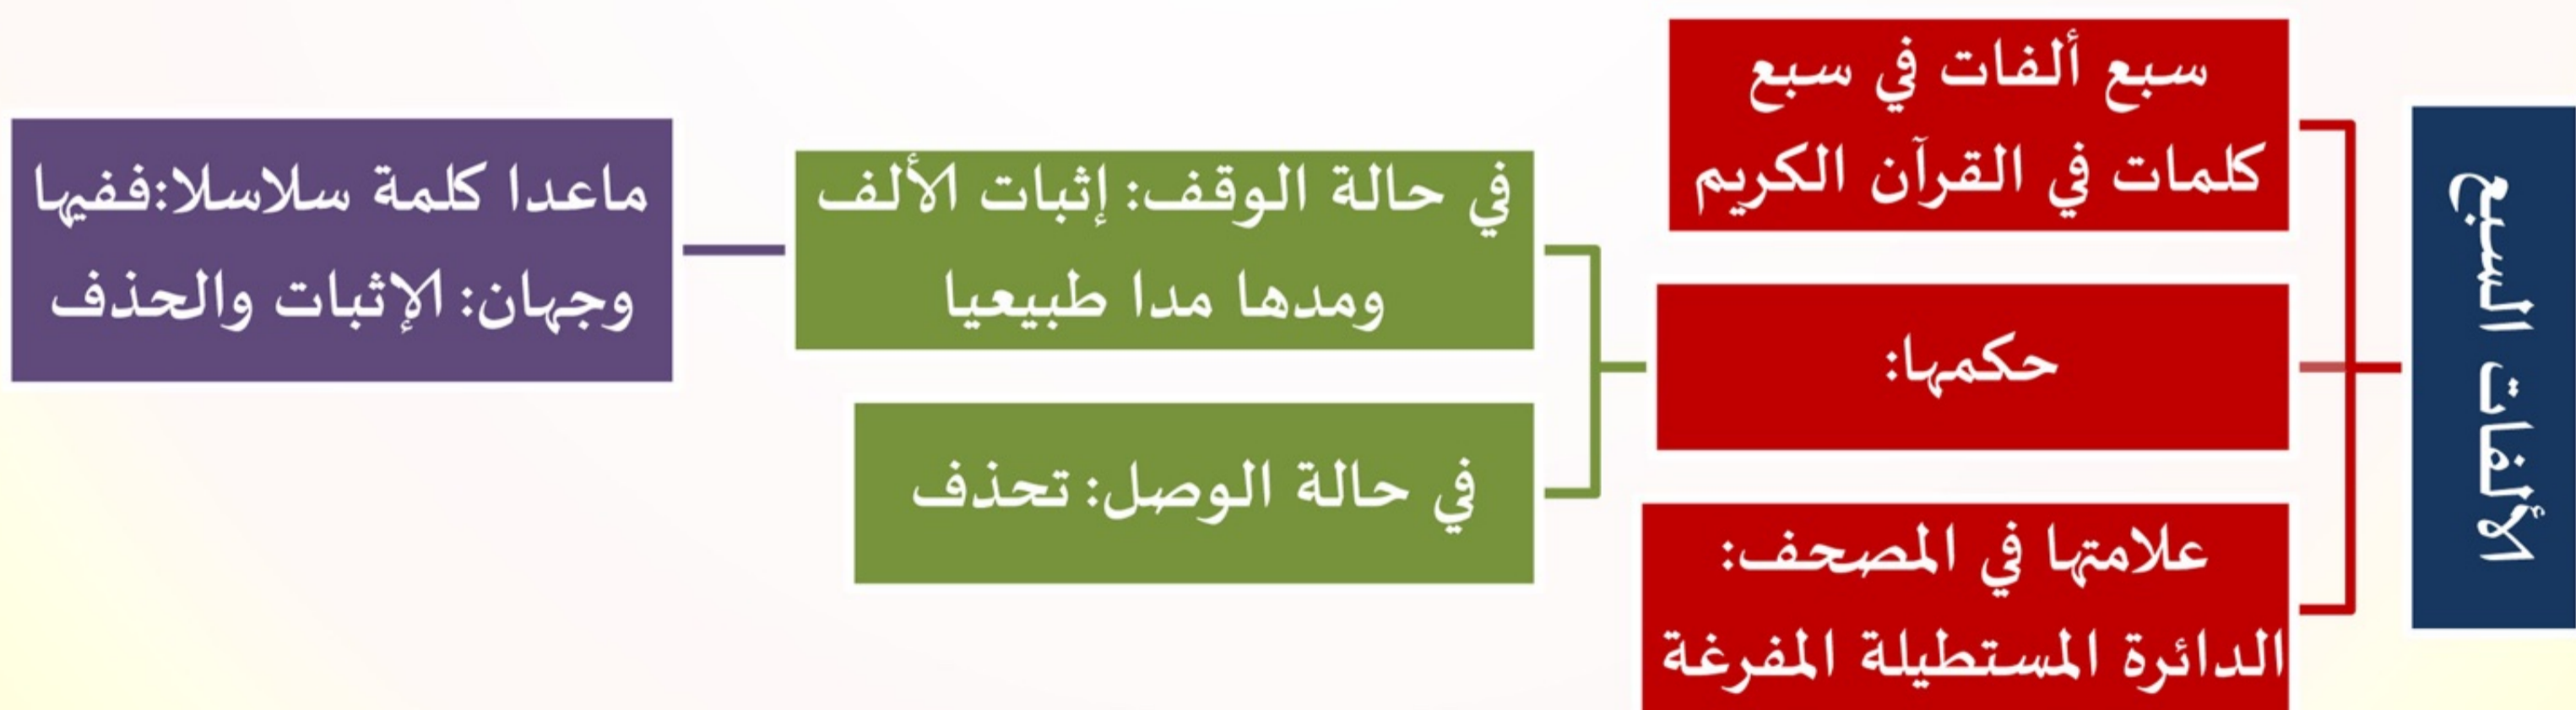 الألفات السبع
سبع ألفات في سبع
كلمات في القرآن الكريم
حكمها:
في حالة الوقف: إثبات الألف
ومدها مدا طبيعيا
ماعدا كلمة سلاسلا:ففيها
وجهان: الإثبات والحذف
في حالة الوصل: تحذف
علامتها في المصحف:
الدائرة المستطيلة المفرغة